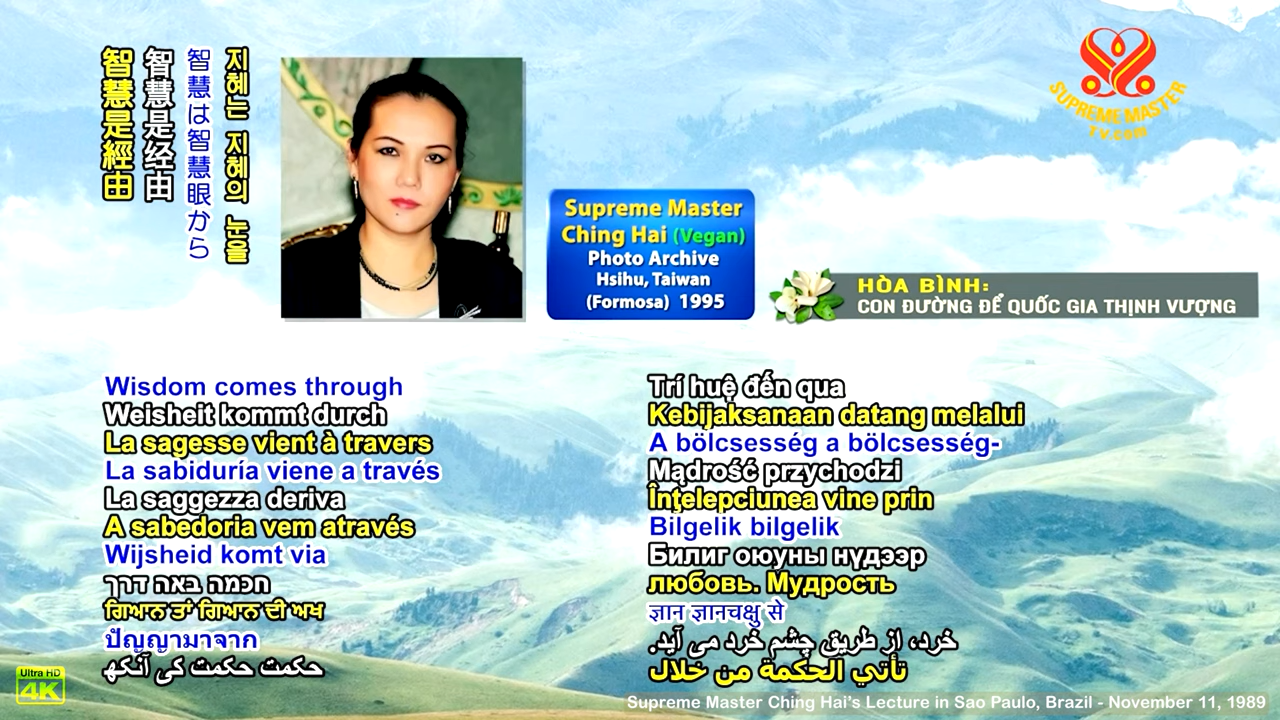 智慧是經由
智慧是经由
智慧は智慧眼から
지혜는 지혜의 눈을
SUPREME MASTER
TV.COM
Supreme Master
Ching Hai (Vegan)
Photo Archive
Hsihu, Taiwan
(Formosa) 1995
HÒA BÌNH:
CON ĐƯỜNG ĐỂ QUỐC GIA THỊNH VƯỢNG
Wisdom comes through
Weisheit kommt durch
La sagesse vient à travers
La sabiduría viene a través
La saggezza deriva
A sabedoria vem através
Wijsheid komt via
חכמה באה דרך
ਗਿਆਨ ਤਾਂ ਗਿਆਨ ਦੀ ਅਖ
ปัญญามาจาก
حکمت حکمت کی آنکھ
Trí huệ đến qua
Kebijaksanaan datang melalui
A bölcsesség a bölcsesség-
Mądrość przychodzi
Înţelepciunea vine prin
Bilgelik bilgelik
Билиг оюуны нүдээр
любовь. Мудрость
ज्ञान ज्ञानचक्षु से
خرد، از طریق چشم خرد می آید.
تأتي الحكمة من خلال
Ultra HD
4K
Supreme Master Ching Hai's Lecture in Sao Paulo, Brazil - November 11, 1989